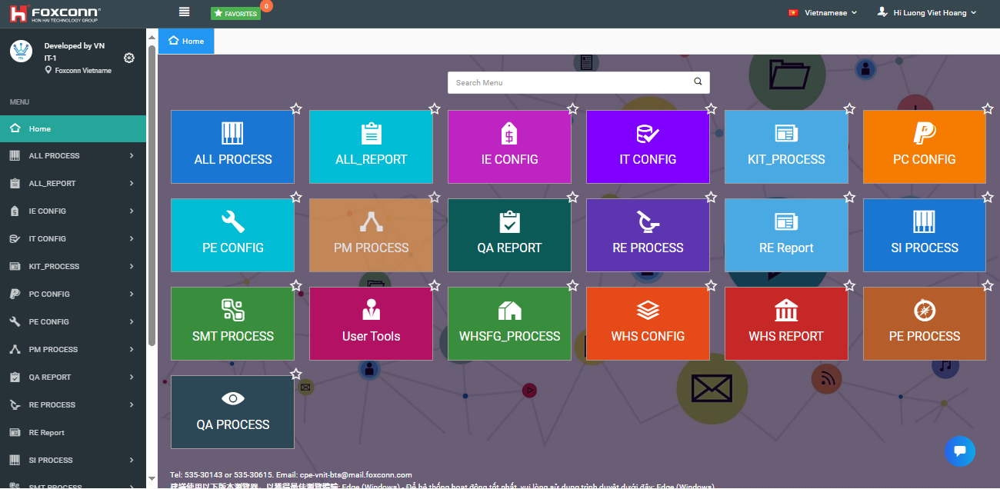 FOXCONN®
HON HAI TECHNOLOGY GROUP
FAVORITES
0
Vietnamese
Hi Luong Viet Hoang
Developed by VN
IT-1
Foxconn Vietname
MENU
Home
ALL PROCESS
ALL_REPORT
IE CONFIG
IT CONFIG
KIT_PROCESS
PC CONFIG
PE CONFIG
PM PROCESS
QA REPORT
RE PROCESS
RE Report
SI PROCESS
SMT PROCESS
Home
Search Menu
ALL PROCESS
ALL_REPORT
IE CONFIG
IT CONFIG
KIT_PROCESS
PC CONFIG
PE CONFIG
PM PROCESS
QA REPORT
RE PROCESS
RE Report
SI PROCESS
SMT PROCESS
User Tools
WHSFG_PROCESS
WHS CONFIG
WHS REPORT
PE PROCESS
QA PROCESS
Tel: 535-30143 or 535-30615. Email: cpe-vnit-bts@mail.foxconn.com
建議使用以下版本瀏覽器，以獲得最佳瀏覽體驗: Edge (Windows) - Để hệ thống hoạt động tốt nhất, vui lòng sử dụng trình duyệt dưới đây: Edge (Windows)